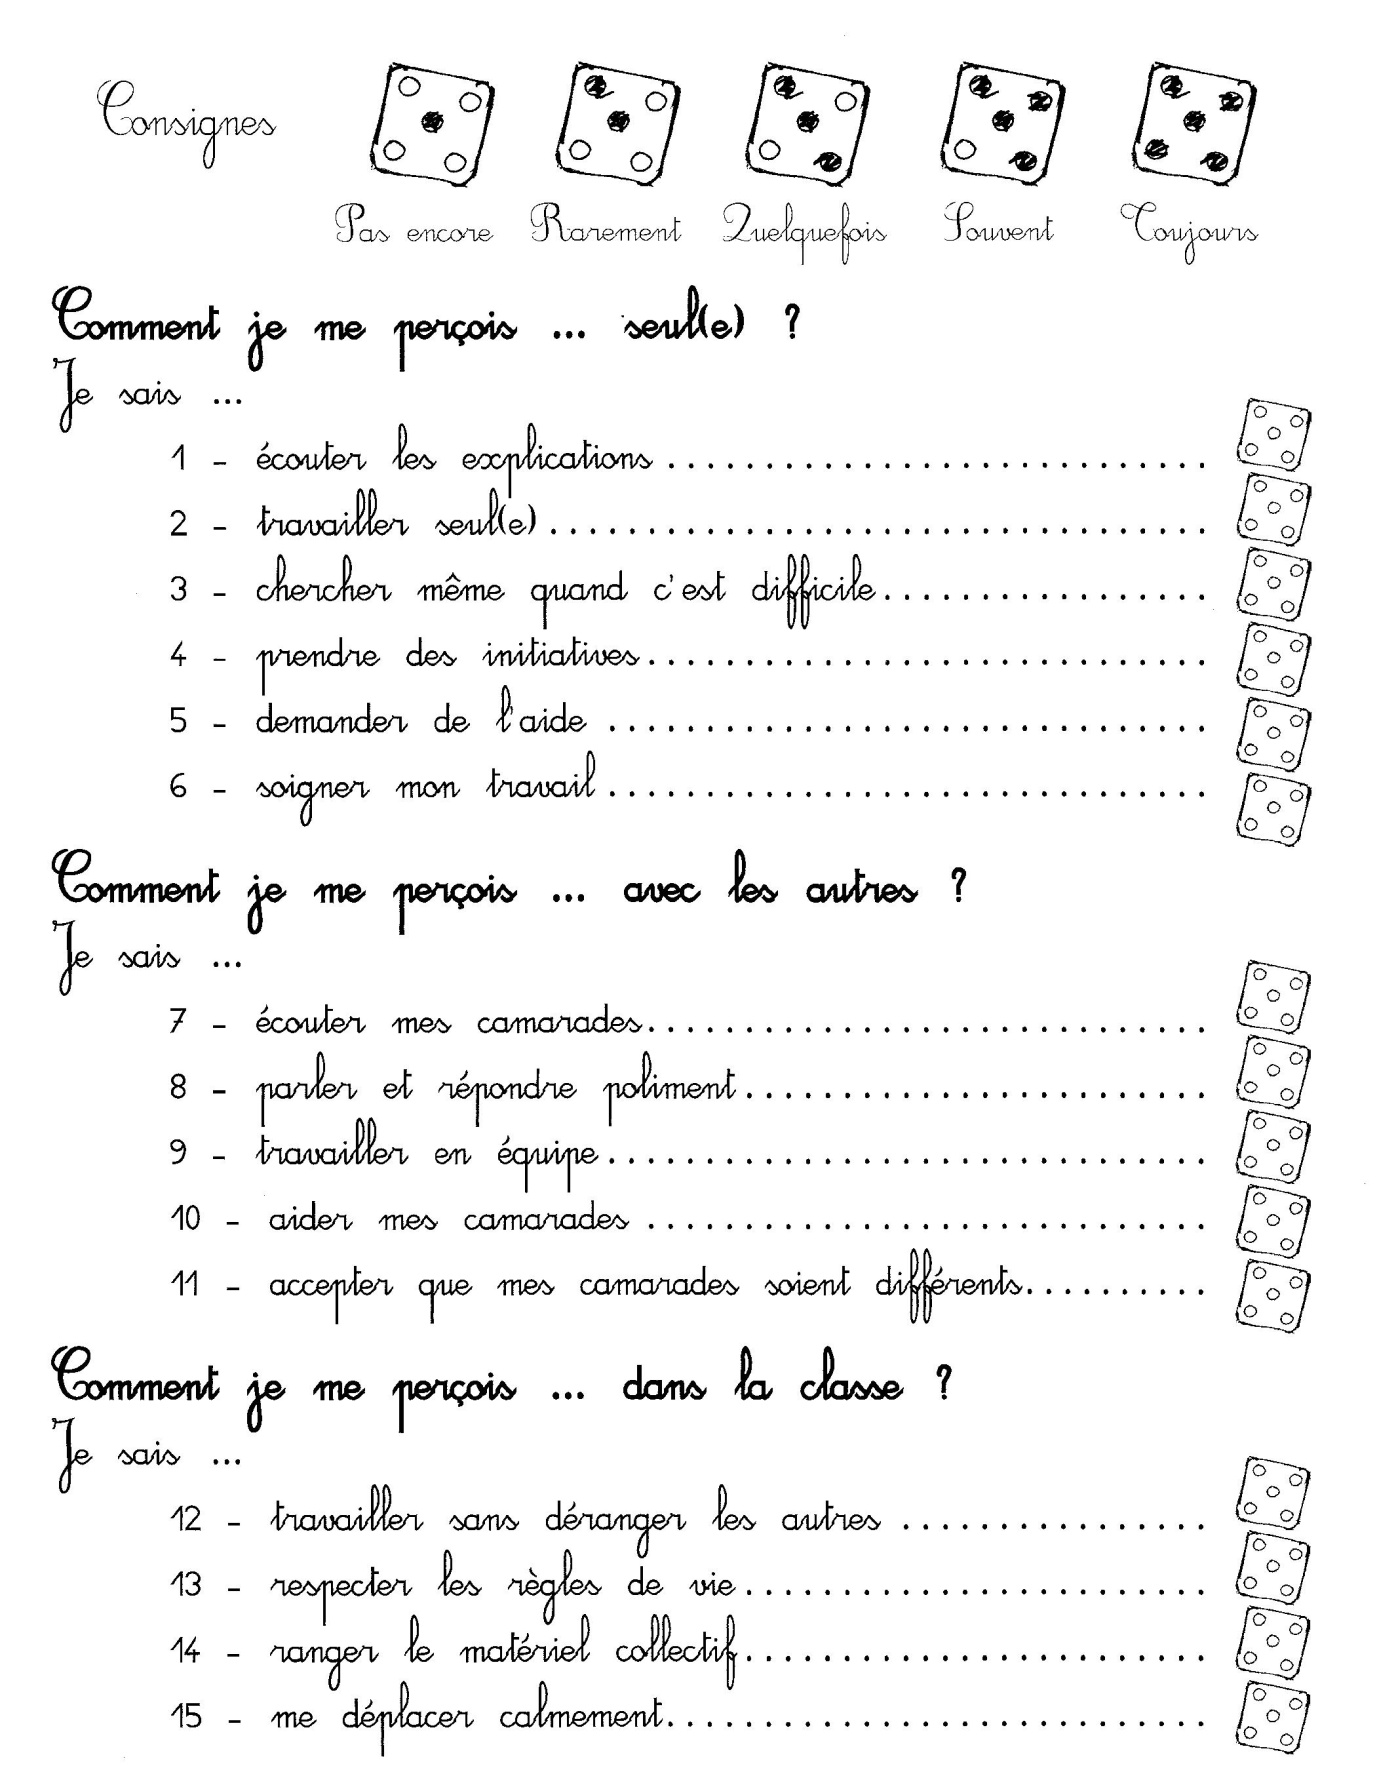 Consignes
Pas encore Rarement Quelquefois Souvent Toujours
Comment je me perçois ... seul(e) ?
Je sais ...
1 - écouter les explications ............................
2 - travailler seul(e) ..................................
3 - chercher même quand c'est difficile .................
4 - prendre des initiatives .............................
5 - demander de l'aide ...............................
6 - soigner mon travail ...............................
Comment je me perçois ... avec les autres ?
Je sais ...
7 - écouter mes camarades .............................
8 - parler et répondre poliment ........................
9 - travailler en équipe ...............................
10 - aider mes camarades .............................
11 - accepter que mes camarades soient différents ..........
Comment je me perçois ... dans la classe ?
Je sais ...
12 - travailler sans déranger les autres ................
13 - respecter les règles de vie ........................
14 - ranger le matériel collectif ........................
15 - me déplacer calmement ............................